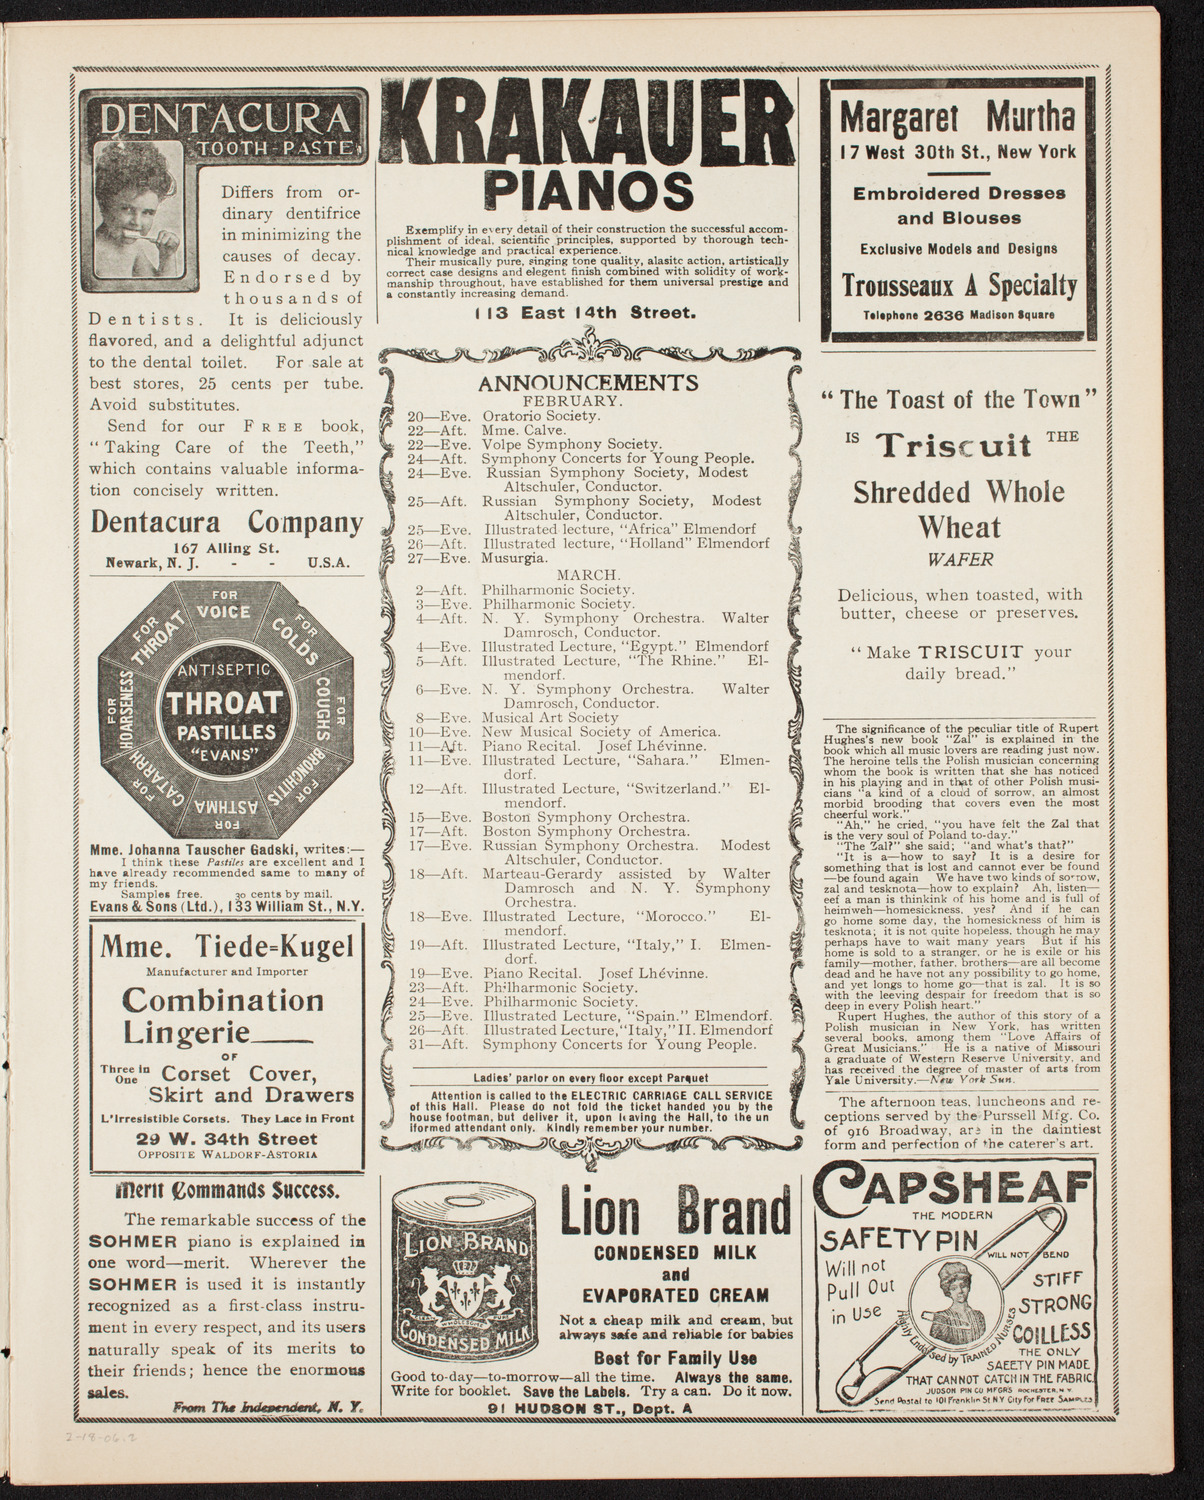 DENTACURA
TOOTH-PASTE
Differs from or-
dinary dentifrice
in minimizing the
causes of decay.
Endorsed by
thousands of
Dentists. It is deliciously
flavored, and a delightful adjunct
to the dental toilet. For sale at
best stores, 25 cents per tube.
Avoid substitutes.
Send for our FREE book,
"Taking Care of the Teeth,"
which contains valuable informa-
tion concisely written.
Dentacura Company
167 Alling St.
Newark, N. J. - - U.S.A.
FOR VOICE
FOR COLDS
FOR COUGHS
FOR BRONCHITIS
FOR ASTHMA
FOR CATARRH
FOR HOARSENESS
FOR THROAT
ANTISEPTIC
THROAT
PASTILLES
"EVANS"
Mme. Johanna Tauscher Gadski, writes:—
I think these Pastiles are excellent and I
have already recommended same to many of
my friends.
Samples free. 30 cents by mail.
Evans & Sons (Ltd.), 133 William St., N.Y.
Mme. Tiede=Kugel
Manufacturer and Importer
Combination
Lingerie
OF
Three in One Corset Cover,
Skirt and Drawers
L'Irresistible Corsets. They Lace in Front
29 W. 34th Street
OPPOSITE WALDORF-ASTORIA
Merit Commands Success.
The remarkable success of the
SOHMER piano is explained in
one word—merit. Wherever the
SOHMER is used it is instantly
recognized as a first-class instru-
ment in every respect, and its users
naturally speak of its merits to
their friends; hence the enormous
sales.
From The Independent, N. Y.
KRAKAUER
PIANOS
Exemplify in every detail of their construction the successful accom-
plishment of ideal, scientific principles, supported by thorough tech-
nical knowledge and practical experience.
Their musically pure, singing tone quality, alasitc action, artistically
correct case designs and elegent finish combined with solidity of work-
manship throughout, have established for them universal prestige and
a constantly increasing demand.
113 East 14th Street.
ANNOUNCEMENTS
FEBRUARY.
20—Eve. Oratorio Society.
22—Aft. Mme. Calve.
22—Eve. Volpe Symphony Society.
24—Aft. Symphony Concerts for Young People.
24—Eve. Russian Symphony Society, Modest
Altschuler, Conductor.
25—Aft. Russian Symphony Society, Modest
Altschuler, Conductor.
25—Eve. Illustrated lecture, "Africa" Elmendorf
26—Aft. Illustrated lecture, "Holland" Elmendorf
27—Eve. Musurgia.
MARCH.
2—Aft. Philharmonic Society.
3—Eve. Philharmonic Society.
4—Aft. N. Y. Symphony Orchestra. Walter
Damrosch, Conductor.
4—Eve. Illustrated Lecture, "Egypt." Elmendorf
5—Aft. Illustrated Lecture, "The Rhine." El-
mendorf.
6—Eve. N. Y. Symphony Orchestra. Walter
Damrosch, Conductor.
8—Eve. Musical Art Society
10—Eve. New Musical Society of America.
11—Aft. Piano Recital. Josef Lhévinne.
11—Eve. Illustrated Lecture, "Sahara." Elmen-
dorf.
12—Aft. Illustrated Lecture, "Switzerland." El-
mendorf.
15—Eve. Boston Symphony Orchestra.
17—Aft. Boston Symphony Orchestra.
17—Eve. Russian Symphony Orchestra. Modest
Altschuler, Conductor.
18—Aft. Marteau-Gerardy assisted by Walter
Damrosch and N. Y. Symphony
Orchestra.
18—Eve. Illustrated Lecture, "Morocco." El-
mendorf.
19—Aft. Illustrated Lecture, "Italy," I. Elmen-
dorf.
19—Eve. Piano Recital. Josef Lhévinne.
23—Aft. Philharmonic Society.
24—Eve. Philharmonic Society.
25—Eve. Illustrated Lecture, "Spain." Elmendorf.
26—Aft. Illustrated Lecture, "Italy," II. Elmendorf
31—Aft. Symphony Concerts for Young People.
Ladies' parlor on every floor except Parquet
Attention is called to the ELECTRIC CARRIAGE CALL SERVICE
of this Hall. Please do not fold the ticket handed you by the
house footman, but deliver it, upon leaving the Hall, to the un
iformed attendant only. Kindly remember your number.
LION BRAND
WHOLESOME
PURE
CONDENSED MILK
Lion Brand
CONDENSED MILK
and
EVAPORATED CREAM
Not a cheap milk and cream, but
always safe and reliable for babies
Best for Family Use
Good to-day—to-morrow—all the time. Always the same.
Write for booklet. Save the Labels. Try a can. Do it now.
91 HUDSON ST., Dept. A
Margaret Murtha
17 West 30th St., New York
Embroidered Dresses
and Blouses
Exclusive Models and Designs
Trousseaux A Specialty
Telephone 2636 Madison Square
"The Toast of the Town"
IS Triscuit THE
Shredded Whole
Wheat
WAFER
Delicious, when toasted, with
butter, cheese or preserves.
"Make TRISCUIT your
daily bread."
The significance of the peculiar title of Rupert
Hughes's new book "Zal" is explained in the
book which all music lovers are reading just now.
The heroine tells the Polish musician concerning
whom the book is written that she has noticed
in his playing and in that of other Polish musi-
cians "a kind of a cloud of sorrow, an almost
morbid brooding that covers even the most
cheerful work."
"Ah," he cried, "you have felt the Zal that
is the very soul of Poland to-day."
"The Zal?" she said; "and what's that?"
"It is a—how to say? It is a desire for
something that is lost and cannot ever be found
—be found again We have two kinds of sorrow,
zal and tesknota—how to explain? Ah, listen—
eef a man is thinkink of his home and is full of
heimweh—homesickness, yes? And if he can
go home some day, the homesickness of him is
tesknota; it is not quite hopeless, though he may
perhaps have to wait many years But if his
home is sold to a stranger, or he is exile or his
family—mother, father, brothers—are all become
dead and he have not any possibility to go home,
and yet longs to home go—that is zal. It is so
with the leeving despair for freedom that is so
deep in every Polish heart."
Rupert Hughes, the author of this story of a
Polish musician in New York, has written
several books, among them "Love Affairs of
Great Musicians." He is a native of Missouri
a graduate of Western Reserve University, and
has received the degree of master of arts from
Yale University.—New York Sun.
The afternoon teas, luncheons and re-
ceptions served by the Purssell Mfg. Co.
of 916 Broadway, are in the daintiest
form and perfection of the caterer's art.
CAPSHEAF
THE MODERN
SAFETY PIN
WILL NOT BEND
Will not
Pull Out
in Use
STIFF
STRONG
COILLESS
Highly Endorsed by TRAINED NURSES
THE ONLY
SAFETY PIN MADE
THAT CANNOT CATCH IN THE FABRIC.
JUDSON PIN CO MFGRS ROCHESTER, N. Y.
Send Postal to 101 Franklin St N.Y City for FREE SAMPLES
2-18-06.2